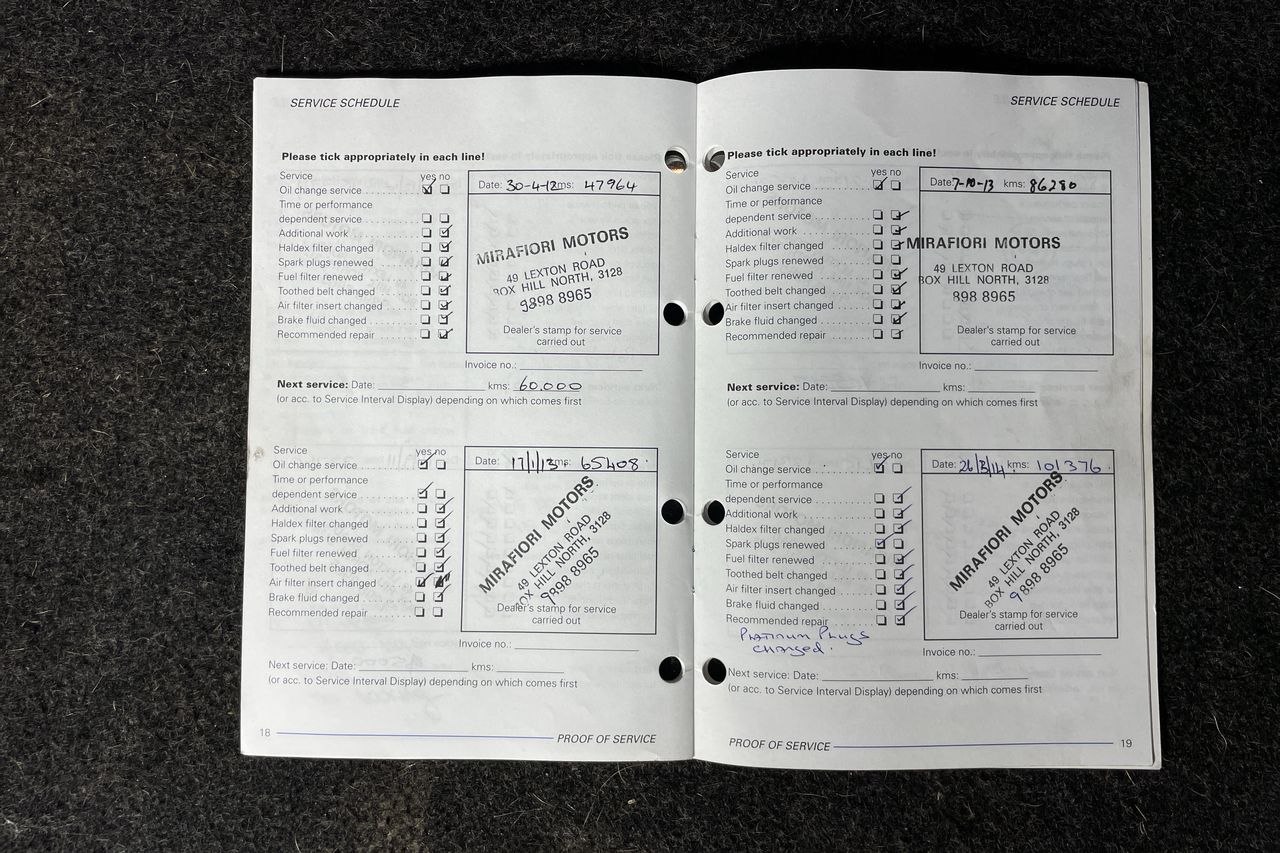 SERVICE SCHEDULE
Please tick appropriately in each line!
Service yes no
Oil change service
Time or performance
dependent service
Additional work
Haldex filter changed
Spark plugs renewed
Fuel filter renewed
Toothed belt changed
Air filter insert changed
Brake fluid changed
Recommended repair
Date: 30-4-12 kms: 47964
MIRAFIORI MOTORS
49 LEXTON ROAD
BOX HILL NORTH, 3128
9898 8965
Dealer's stamp for service
carried out
Invoice no.:
Next service: Date: kms: 60,000
(or acc. to Service Interval Display) depending on which comes first
Service yes no
Oil change service
Time or performance
dependent service
Additional work
Haldex filter changed
Spark plugs renewed
Fuel filter renewed
Toothed belt changed
Air filter insert changed
Brake fluid changed
Recommended repair
Date: 17/1/13 kms: 65408
MIRAFIORI MOTORS
49 LEXTON ROAD
BOX HILL NORTH, 3128
9898 8965
Dealer's stamp for service
carried out
Invoice no.:
Next service: Date: kms:
(or acc. to Service Interval Display) depending on which comes first
18 PROOF OF SERVICE
SERVICE SCHEDULE
Please tick appropriately in each line!
Service yes no
Oil change service
Time or performance
dependent service
Additional work
Haldex filter changed
Spark plugs renewed
Fuel filter renewed
Toothed belt changed
Air filter insert changed
Brake fluid changed
Recommended repair
Date: 7-10-13 kms: 86280
MIRAFIORI MOTORS
49 LEXTON ROAD
BOX HILL NORTH, 3128
898 8965
Dealer's stamp for service
carried out
Invoice no.:
Next service: Date: kms:
(or acc. to Service Interval Display) depending on which comes first
Service yes no
Oil change service
Time or performance
dependent service
Additional work
Haldex filter changed
Spark plugs renewed
Fuel filter renewed
Toothed belt changed
Air filter insert changed
Brake fluid changed
Recommended repair
PLATINUM PLUGS
CHANGED.
Date: 26/3/14 kms: 101376
MIRAFIORI MOTORS
49 LEXTON ROAD
BOX HILL NORTH, 3128
9898 8965
Dealer's stamp for service
carried out
Invoice no.:
Next service: Date: kms:
(or acc. to Service Interval Display) depending on which comes first
PROOF OF SERVICE 19